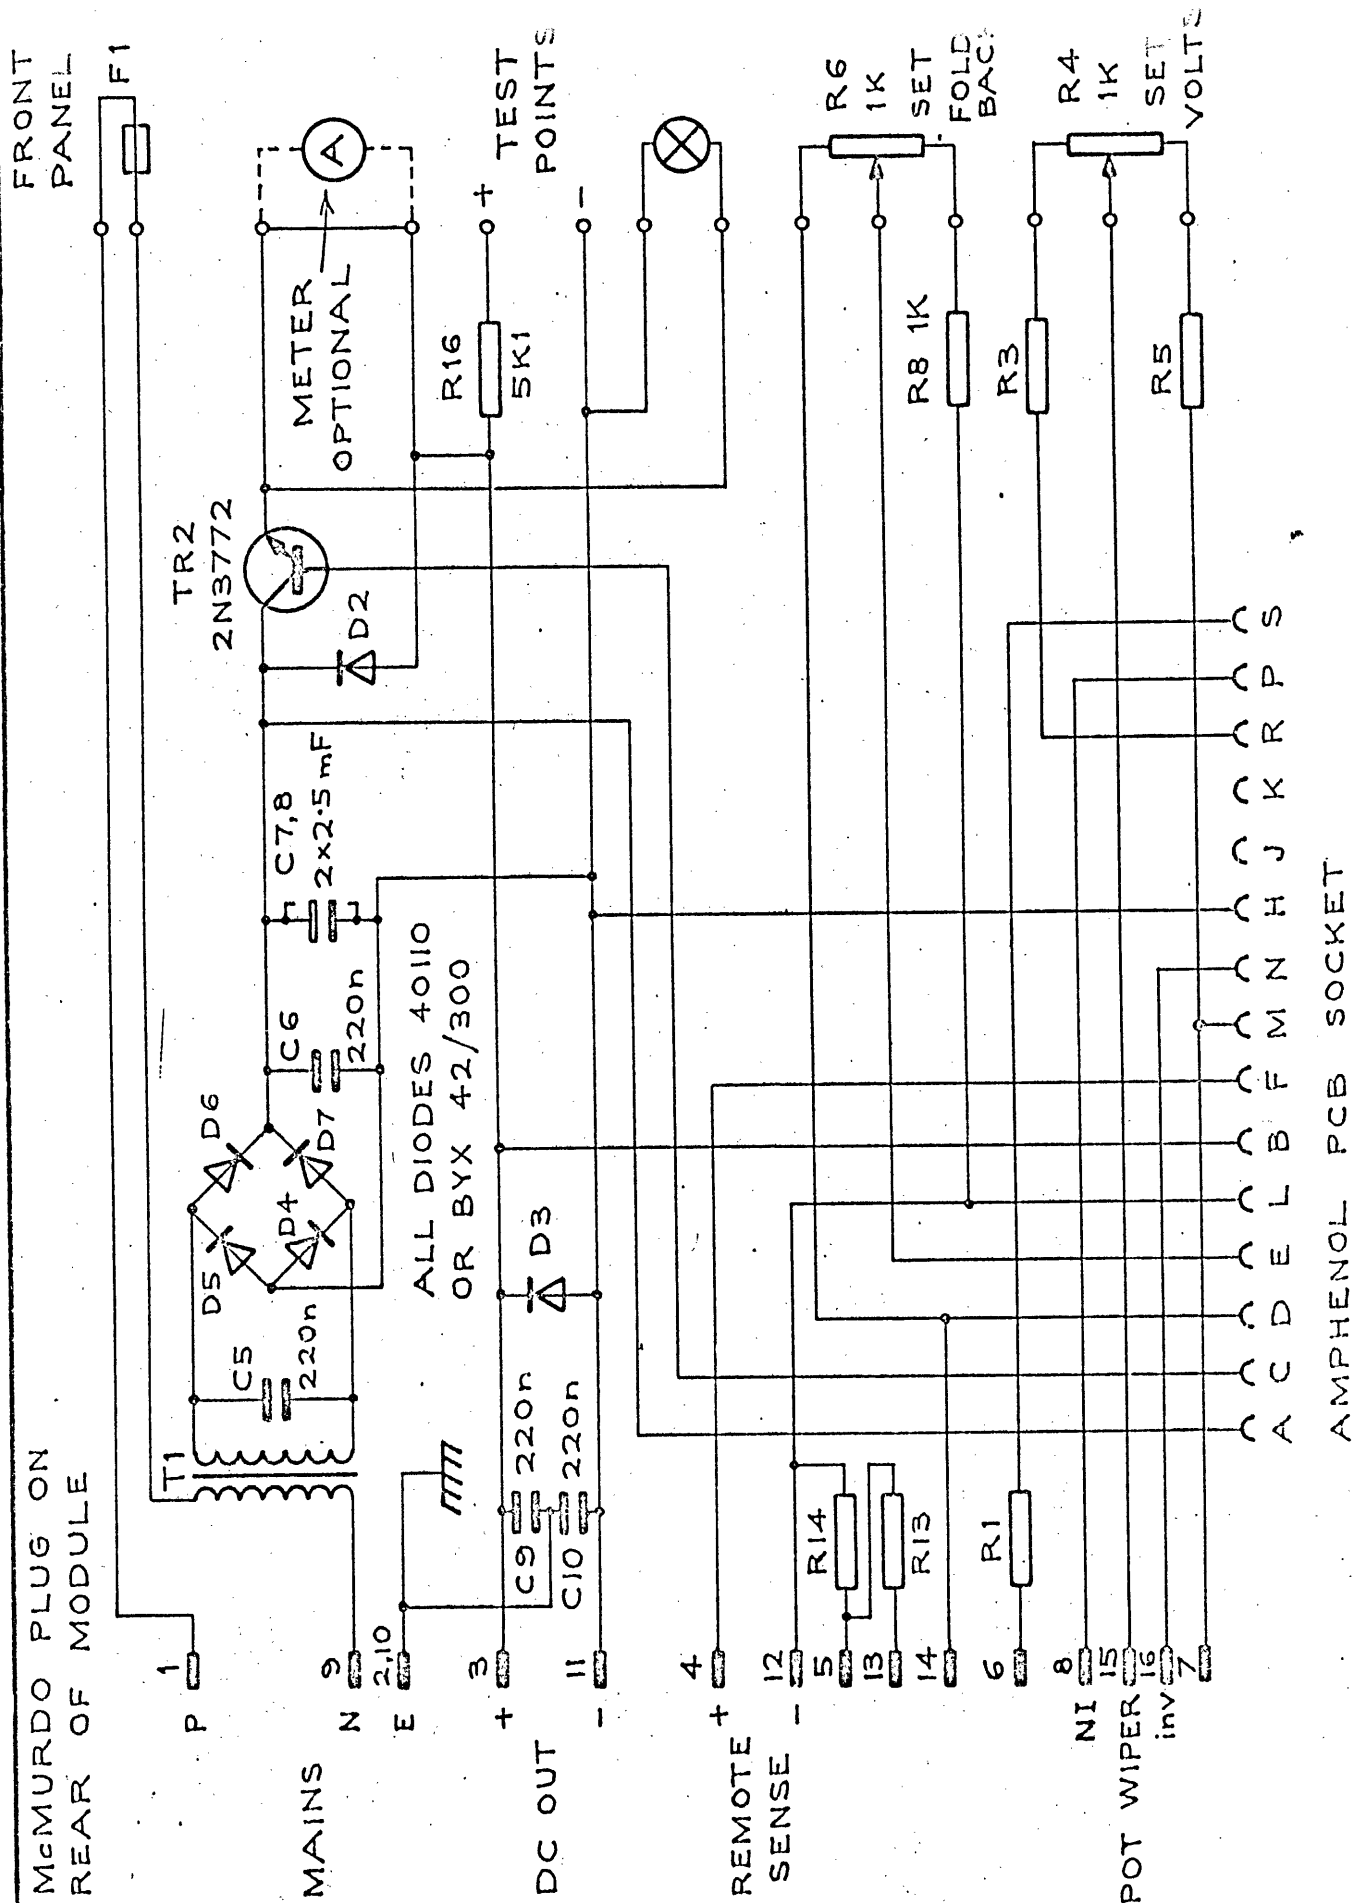 McMURDO PLUG ON
REAR OF MODULE
FRONT
PANEL
F1
MAINS
P
1
N
9
E
2,10
T1
C5
220n
D5
D6
D4
D7
C6
220n
C7,8
2x2·5mF
TR2
2N3772
D2
METER
OPTIONAL
A
ALL DIODES 40110
OR BYX 42/300
DC OUT
+
3
-
11
C9 220n
C10 220n
D3
R16
5K1
+
-
TEST
POINTS
REMOTE
SENSE
+
4
-
12
5
13
14
R14
R13
6
R1
NI
8
POT WIPER
15
inv
16
7
R6
1K
SET
FOLD
BACK
R8 1K
R3
R5
R4
1K
SET
VOLTS
A C D E L B F M N H J K R P S
AMPHENOL PCB SOCKET